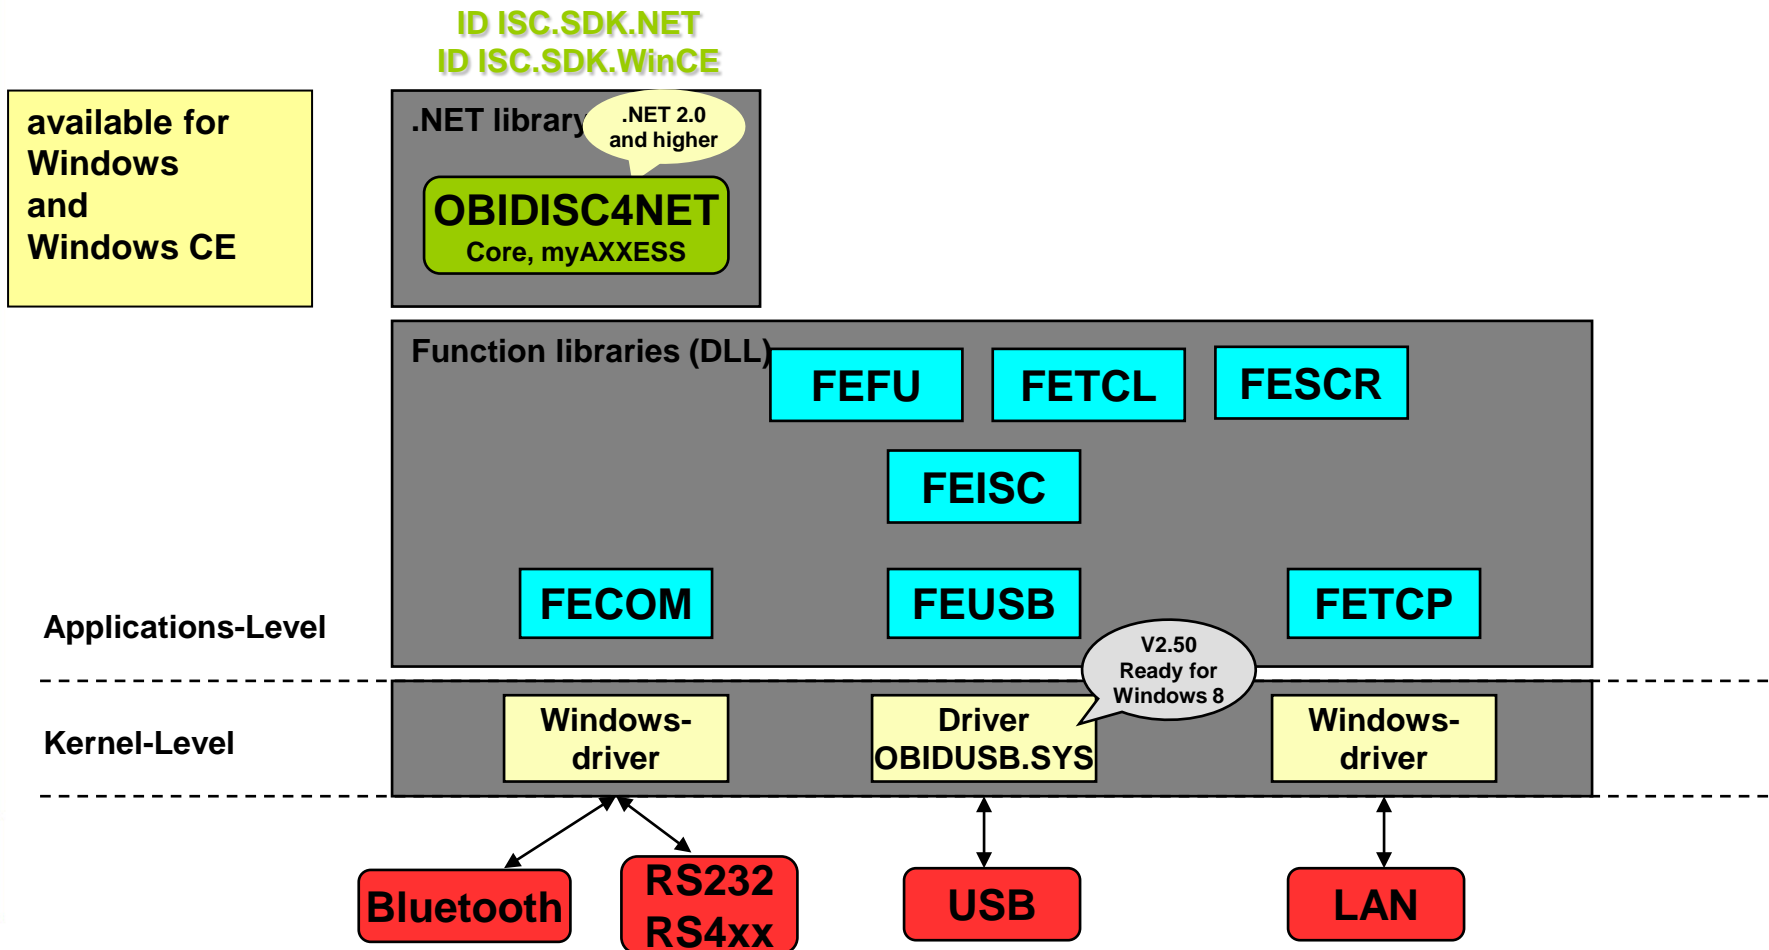 ID ISC.SDK.NET
ID ISC.SDK.WinCE
available for
Windows
and
Windows CE
.NET library
.NET 2.0
and higher
OBIDISC4NET
Core, myAXXESS
Function libraries (DLL)
FEFU
FETCL
FESCR
FEISC
FECOM
FEUSB
FETCP
Applications-Level
V2.50
Ready for
Windows 8
Kernel-Level
Windows-
driver
Driver
OBIDUSB.SYS
Windows-
driver
Bluetooth
RS232
RS4xx
USB
LAN